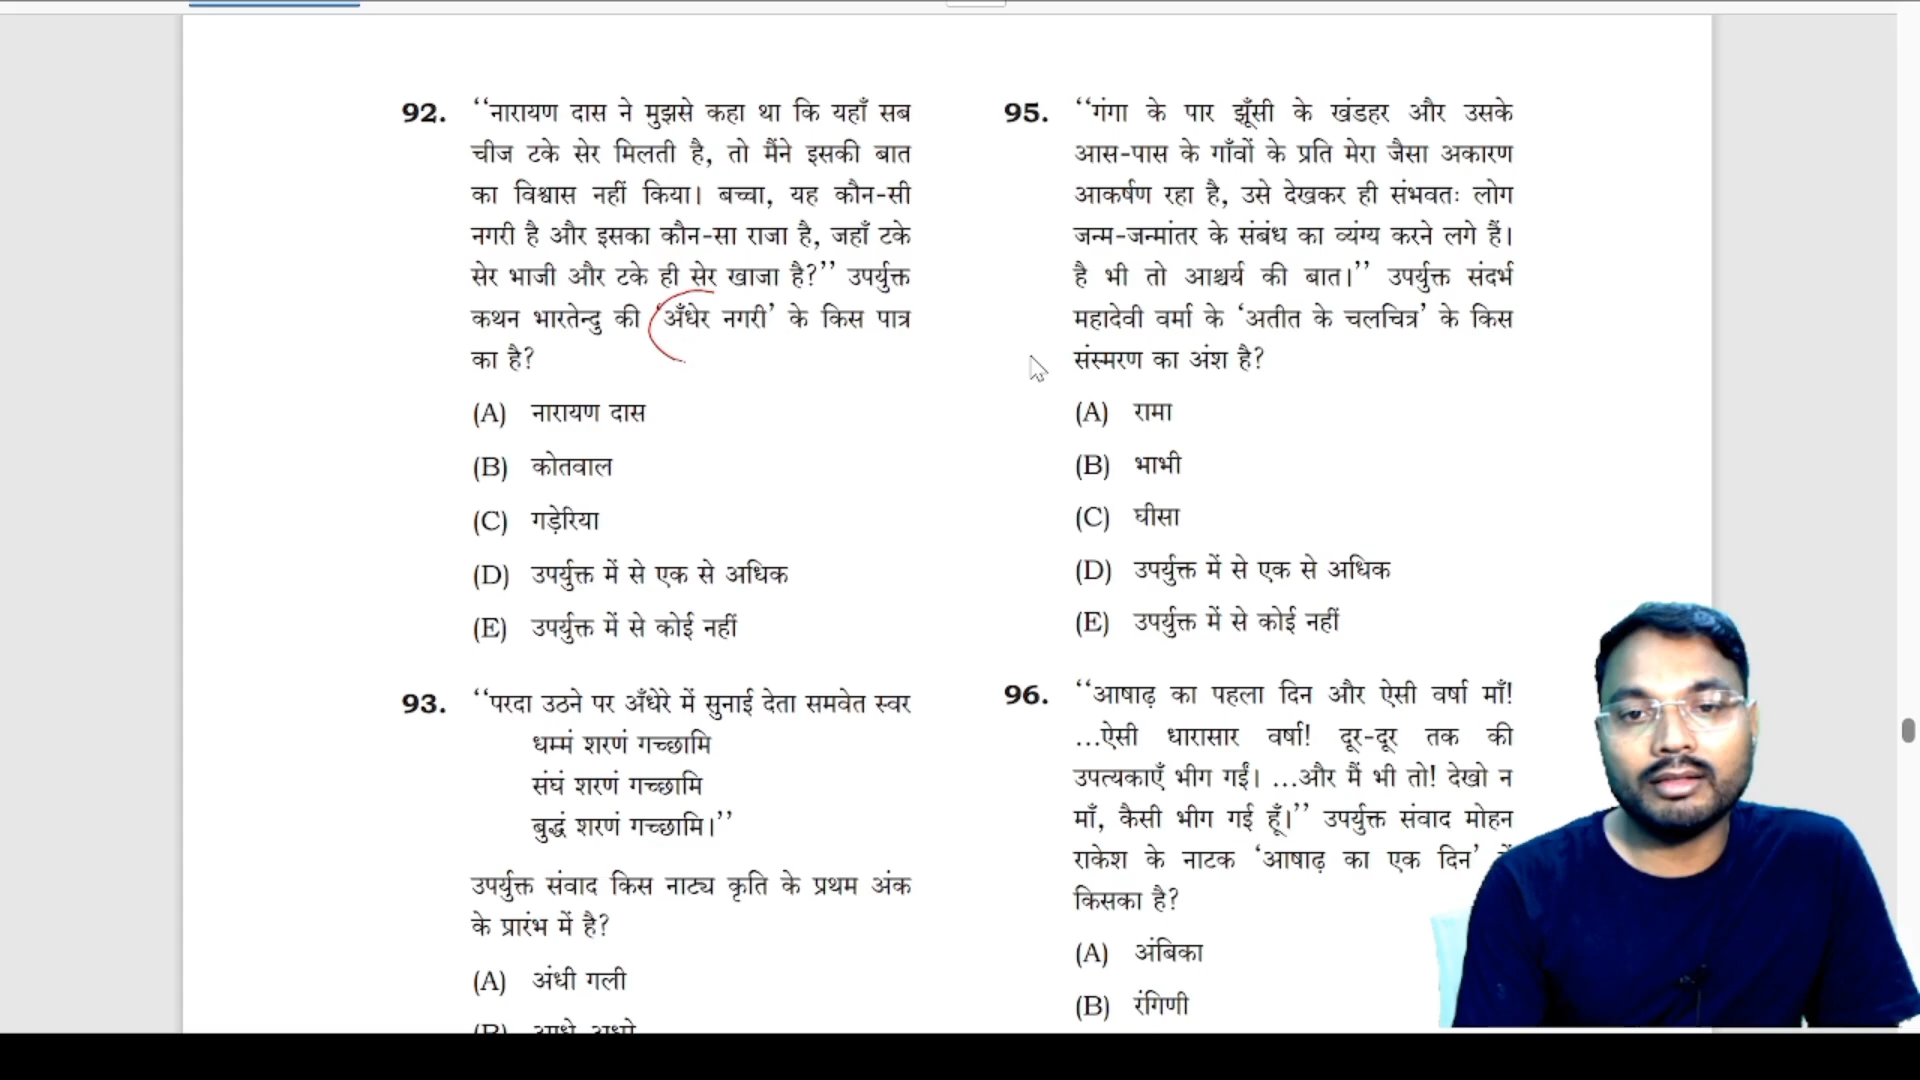 92. ‘‘नारायण दास ने मुझसे कहा था कि यहाँ सब
चीज टके सेर मिलती है, तो मैंने इसकी बात
का विश्वास नहीं किया। बच्चा, यह कौन-सी
नगरी है और इसका कौन-सा राजा है, जहाँ टके
सेर भाजी और टके ही सेर खाजा है?’’ उपर्युक्त
कथन भारतेन्दु की ‘अँधेर नगरी’ के किस पात्र
का है?
(A) नारायण दास
(B) कोतवाल
(C) गड़ेरिया
(D) उपर्युक्त में से एक से अधिक
(E) उपर्युक्त में से कोई नहीं
93. ‘‘परदा उठने पर अँधेरे में सुनाई देता समवेत स्वर
धम्मं शरणं गच्छामि
संघं शरणं गच्छामि
बुद्धं शरणं गच्छामि।’’
उपर्युक्त संवाद किस नाट्य कृति के प्रथम अंक
के प्रारंभ में है?
(A) अंधी गली
95. ‘‘गंगा के पार झूँसी के खंडहर और उसके
आस-पास के गाँवों के प्रति मेरा जैसा अकारण
आकर्षण रहा है, उसे देखकर ही संभवतः लोग
जन्म-जन्मांतर के संबंध का व्यंग्य करने लगे हैं।
है भी तो आश्चर्य की बात।’’ उपर्युक्त संदर्भ
महादेवी वर्मा के ‘अतीत के चलचित्र’ के किस
संस्मरण का अंश है?
(A) रामा
(B) भाभी
(C) घीसा
(D) उपर्युक्त में से एक से अधिक
(E) उपर्युक्त में से कोई नहीं
96. ‘‘आषाढ़ का पहला दिन और ऐसी वर्षा माँ!
...ऐसी धारासार वर्षा! दूर-दूर तक की
उपत्यकाएँ भीग गईं। ...और मैं भी तो! देखो न
माँ, कैसी भीग गई हूँ।’’ उपर्युक्त संवाद मोहन
राकेश के नाटक ‘आषाढ़ का एक दिन’
किसका है?
(A) अंबिका
(B) रंगिणी